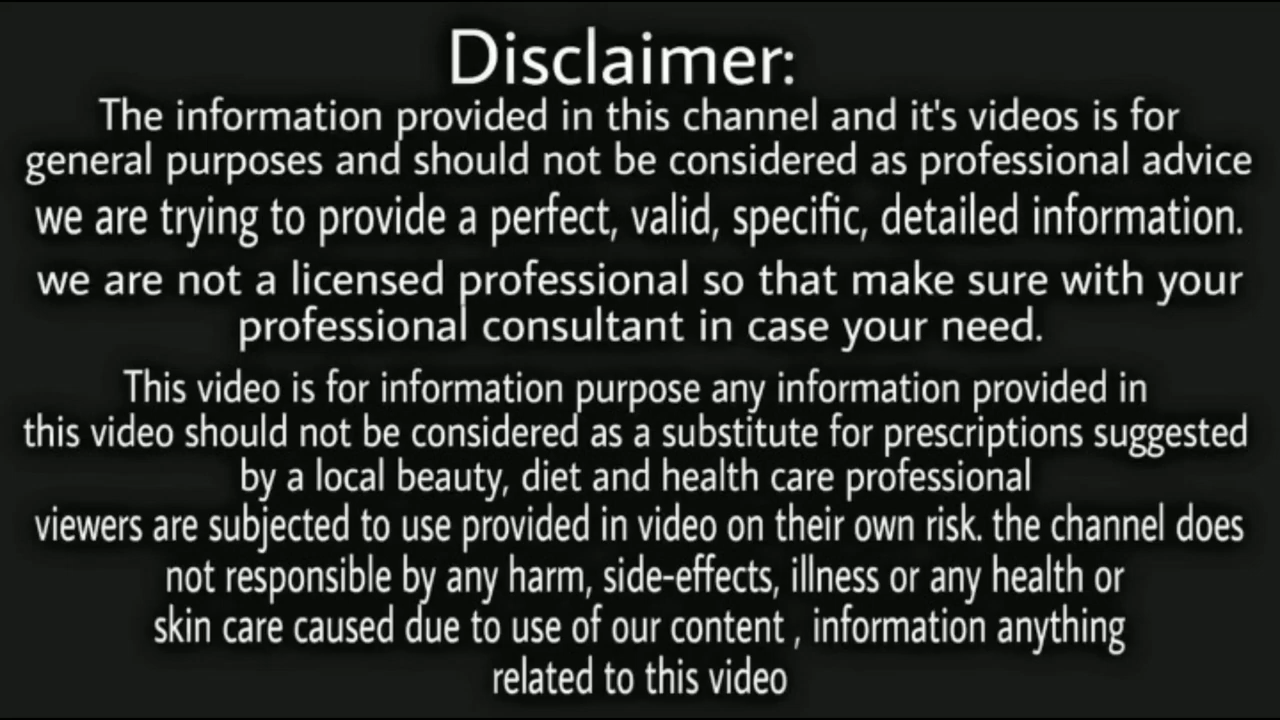 Disclaimer:
The information provided in this channel and it's videos is for
general purposes and should not be considered as professional advice
we are trying to provide a perfect, valid, specific, detailed information.
we are not a licensed professional so that make sure with your
professional consultant in case your need.
This video is for information purpose any information provided in
this video should not be considered as a substitute for prescriptions suggested
by a local beauty, diet and health care professional
viewers are subjected to use provided in video on their own risk. the channel does
not responsible by any harm, side-effects, illness or any health or
skin care caused due to use of our content , information anything
related to this video